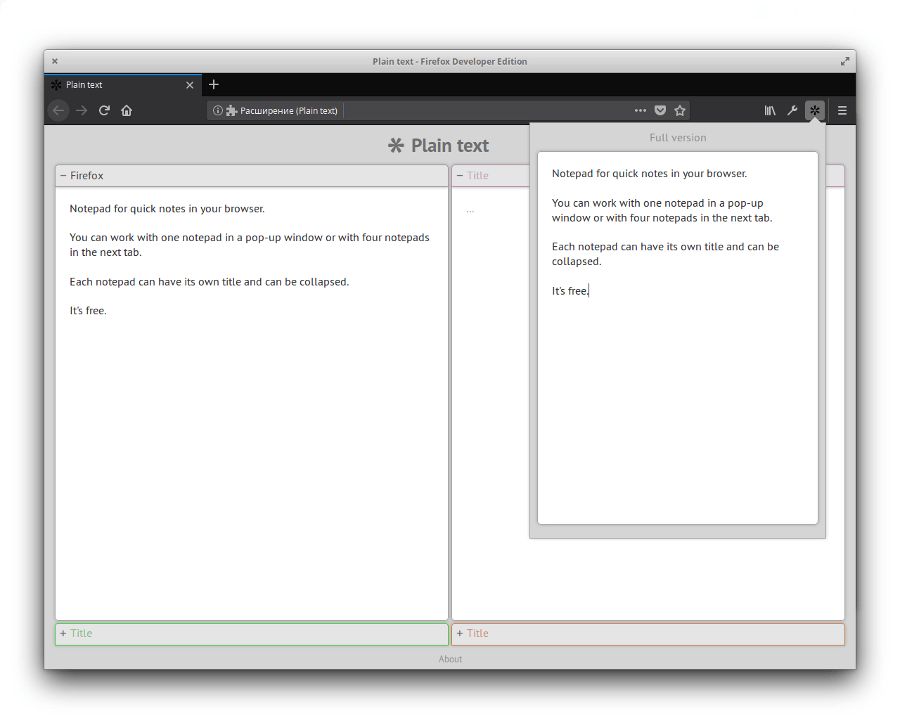 Plain text - Firefox Developer Edition
Plain text
Расширение (Plain text)
Plain text
Full version
− Firefox
− Title
Notepad for quick notes in your browser.
You can work with one notepad in a pop-up window or with four notepads
in the next tab.
Each notepad can have its own title and can be collapsed.
It's free.
...
Notepad for quick notes in your browser.
You can work with one notepad in a pop-up
window or with four notepads in the next tab.
Each notepad can have its own title and can be
collapsed.
It's free.
+ Title
+ Title
About